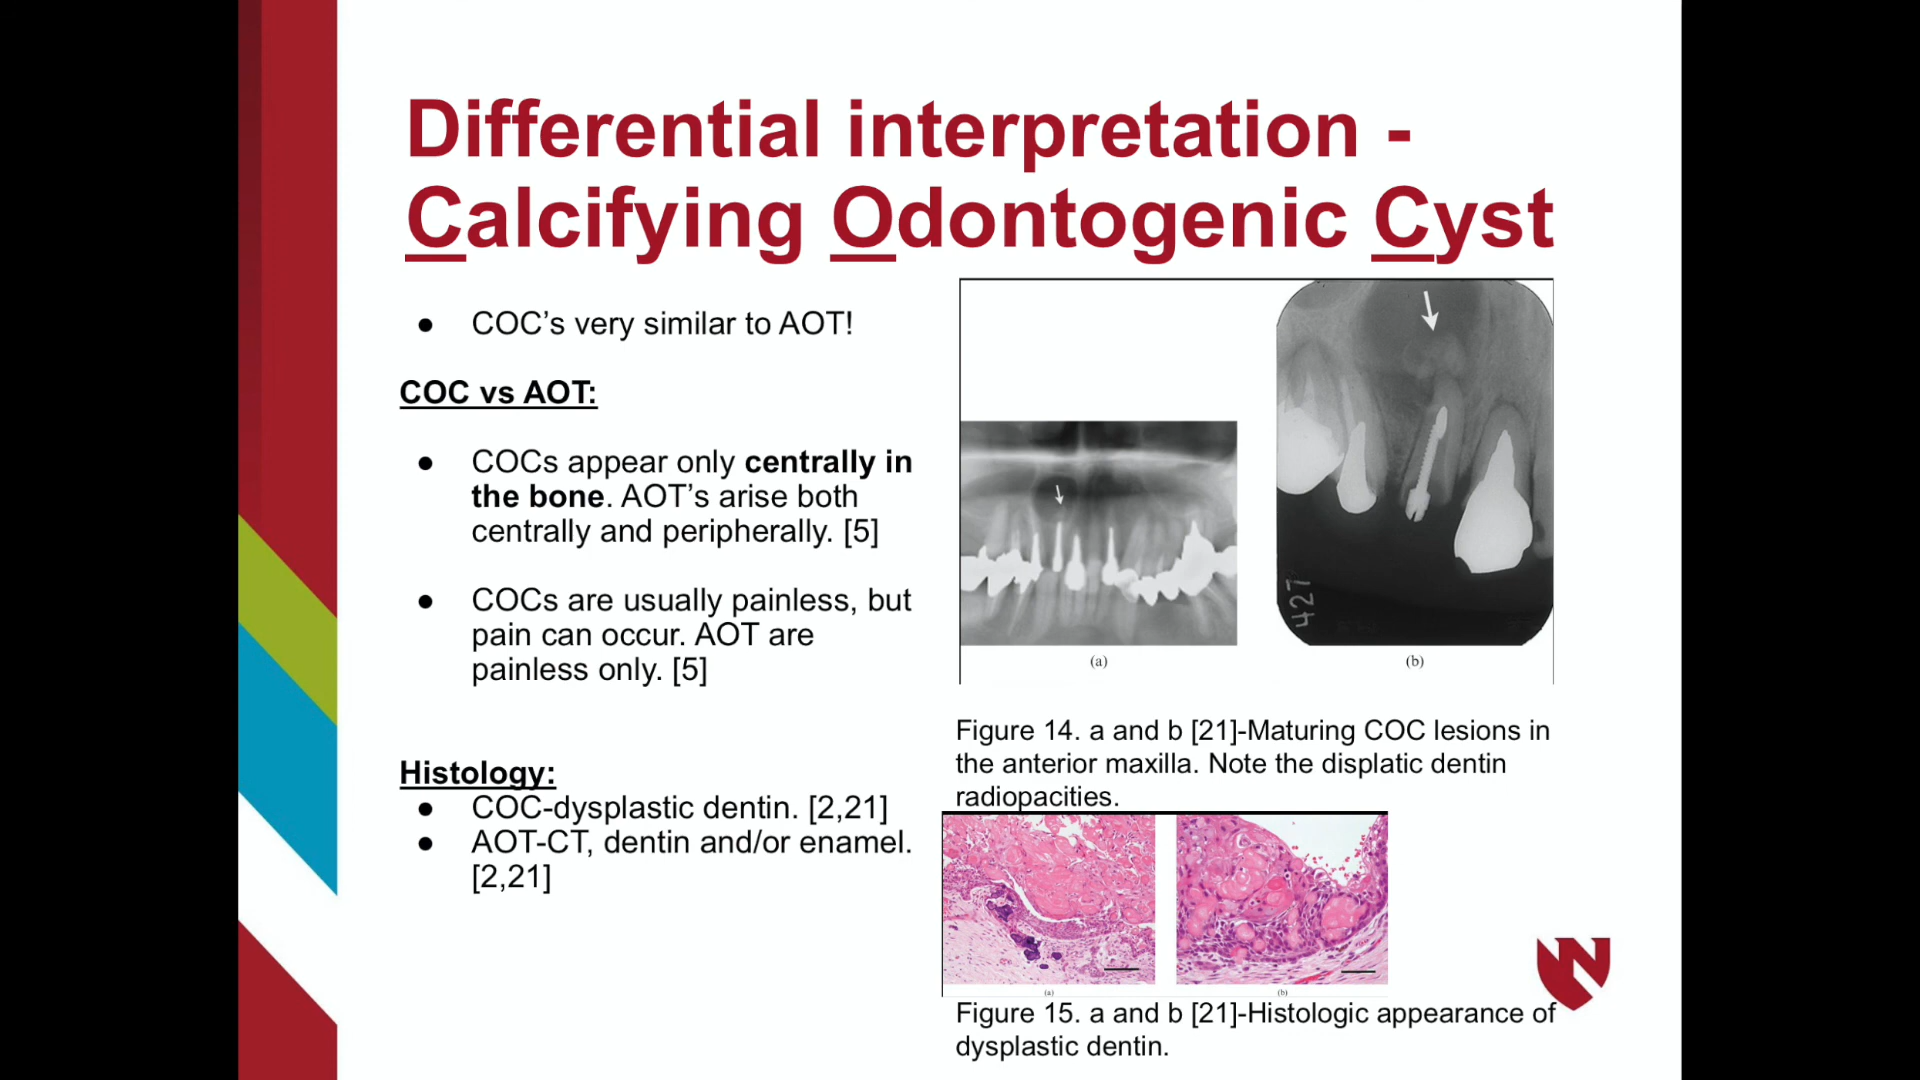 Differential interpretation -
Calcifying Odontogenic Cyst
● COC’s very similar to AOT!
COC vs AOT:
● COCs appear only centrally in
the bone. AOT’s arise both
centrally and peripherally. [5]
● COCs are usually painless, but
pain can occur. AOT are
painless only. [5]
Histology:
● COC-dysplastic dentin. [2,21]
● AOT-CT, dentin and/or enamel.
[2,21]
427
(a)
(b)
Figure 14. a and b [21]-Maturing COC lesions in
the anterior maxilla. Note the displatic dentin
radiopacities.
(a)
(b)
Figure 15. a and b [21]-Histologic appearance of
dysplastic dentin.
N